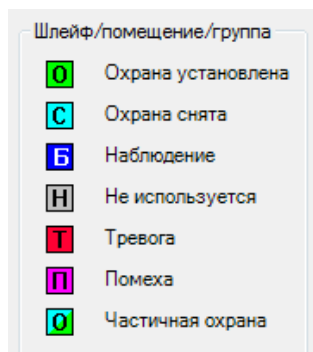 Шлейф/помещение/группа
О Охрана установлена
С Охрана снята
Б Наблюдение
Н Не используется
Т Тревога
П Помеха
О Частичная охрана